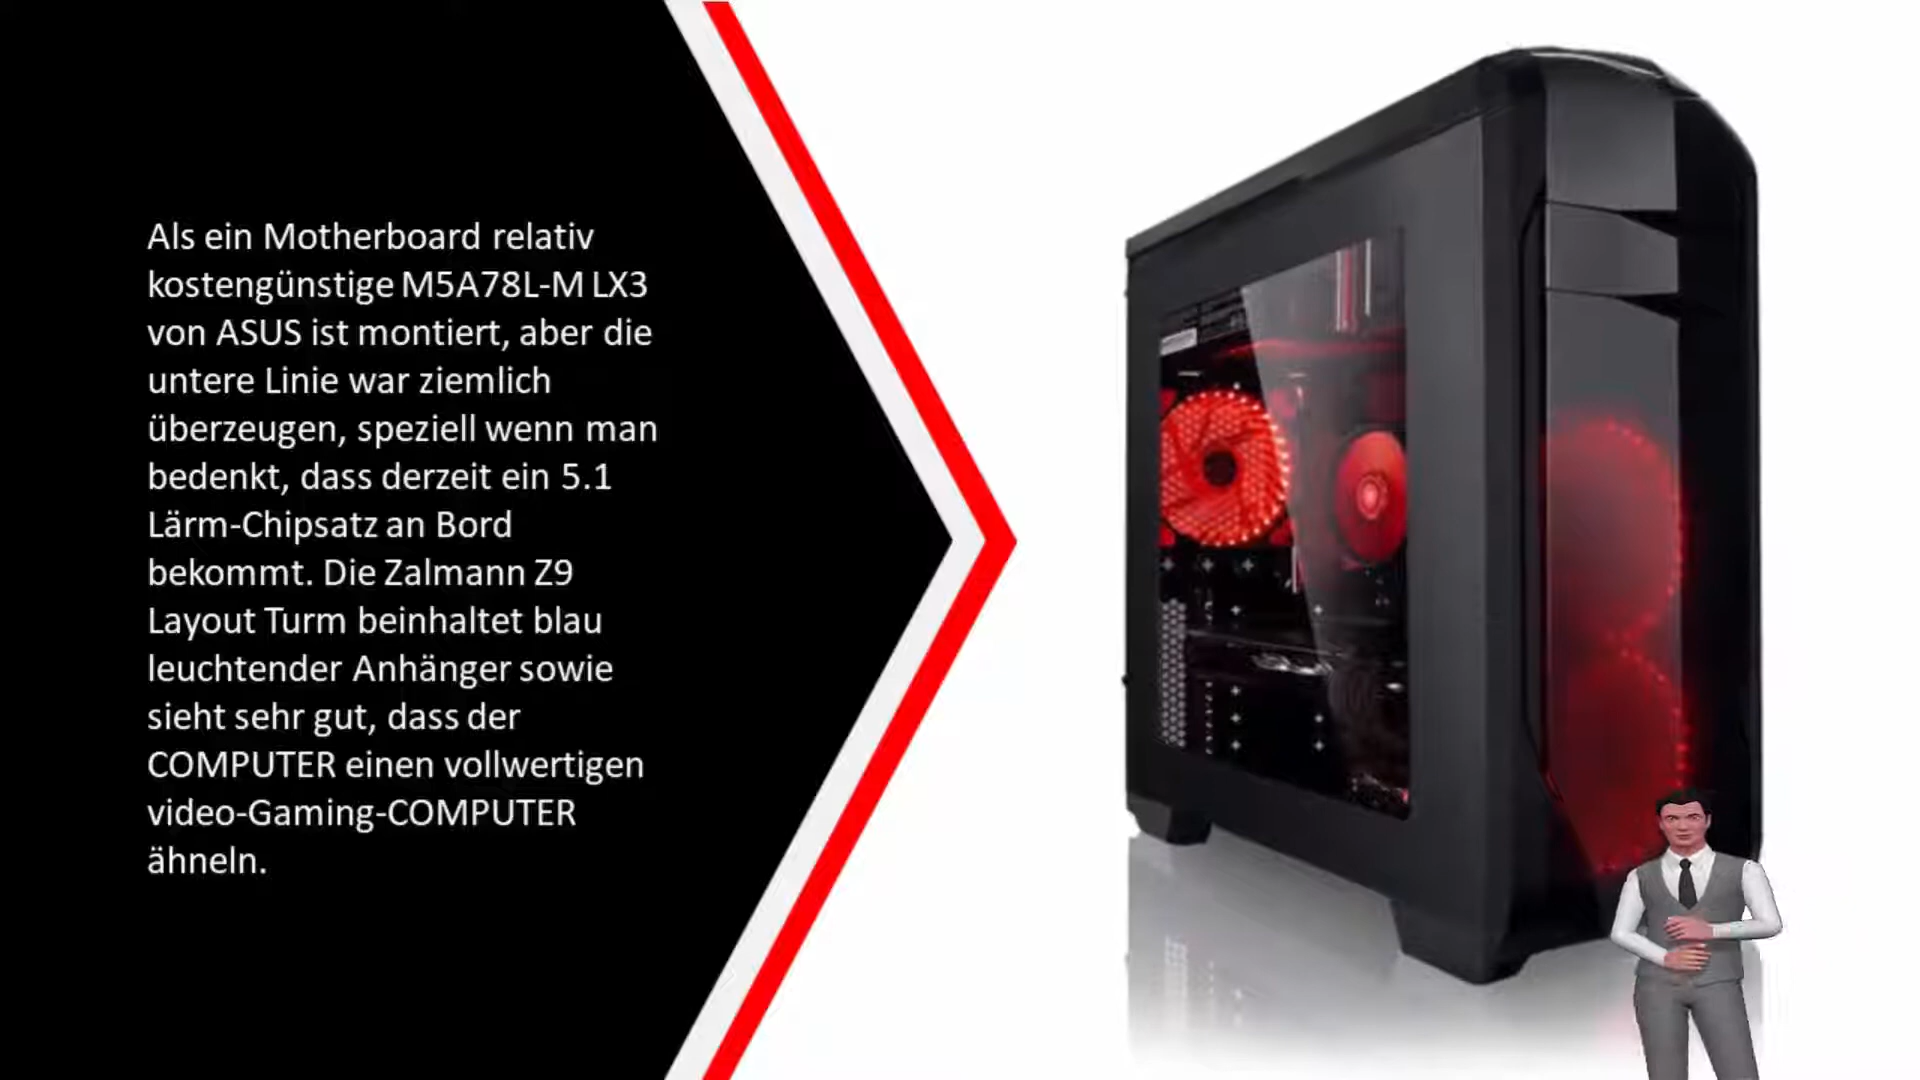 Als ein Motherboard relativ
kostengünstige M5A78L-M LX3
von ASUS ist montiert, aber die
untere Linie war ziemlich
überzeugen, speziell wenn man
bedenkt, dass derzeit ein 5.1
Lärm-Chipsatz an Bord
bekommt. Die Zalmann Z9
Layout Turm beinhaltet blau
leuchtender Anhänger sowie
sieht sehr gut, dass der
COMPUTER einen vollwertigen
video-Gaming-COMPUTER
ähneln.